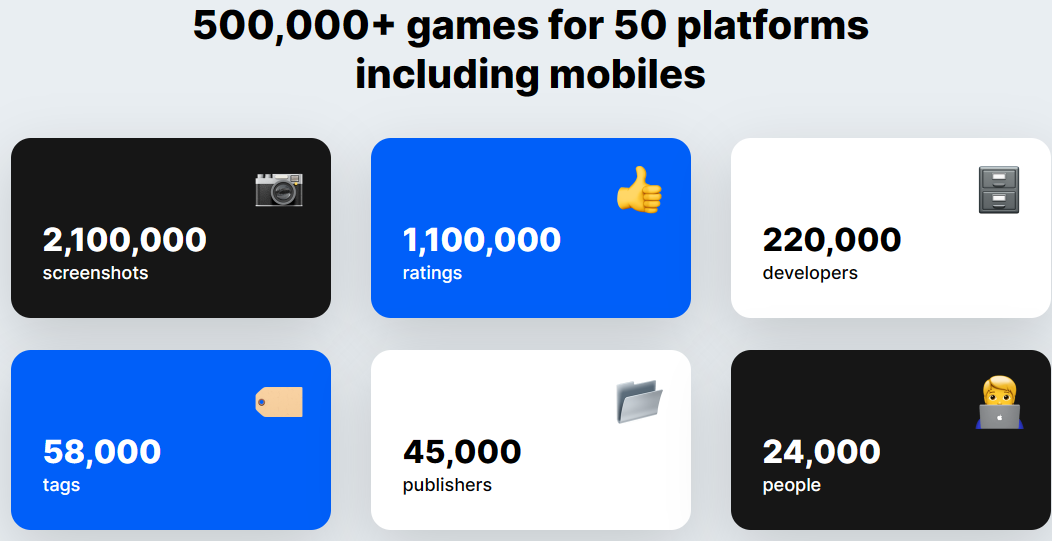 500,000+ games for 50 platforms
including mobiles
2,100,000
screenshots
1,100,000
ratings
220,000
developers
58,000
tags
45,000
publishers
24,000
people